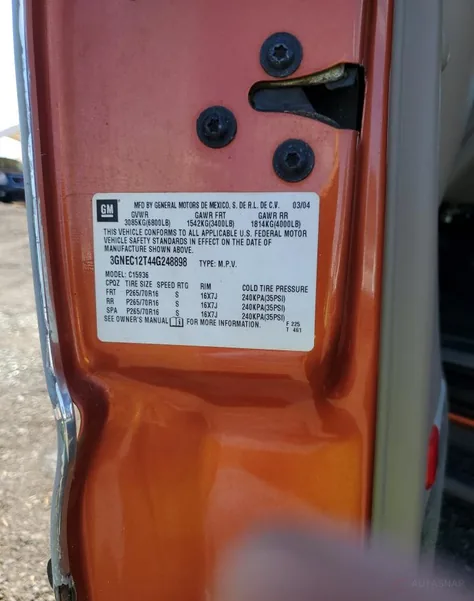 GM
MFD BY GENERAL MOTORS DE MEXICO, S. DE R.L. DE C.V. 03/04
GVWR GAWR FRT GAWR RR
3085KG(6800LB) 1542KG(3400LB) 1814KG(4000LB)
THIS VEHICLE CONFORMS TO ALL APPLICABLE U.S. FEDERAL MOTOR
VEHICLE SAFETY STANDARDS IN EFFECT ON THE DATE OF
MANUFACTURE SHOWN ABOVE.
3GNEC12T44G248898 TYPE: M.P.V.
MODEL: C15936
CPQZ TIRE SIZE SPEED RTG RIM COLD TIRE PRESSURE
FRT P265/70R16 S 16X7J 240KPA(35PSI)
RR P265/70R16 S 16X7J 240KPA(35PSI)
SPA P265/70R16 S 16X7J 240KPA(35PSI)
SEE OWNER'S MANUAL FOR MORE INFORMATION. F 225
T 461